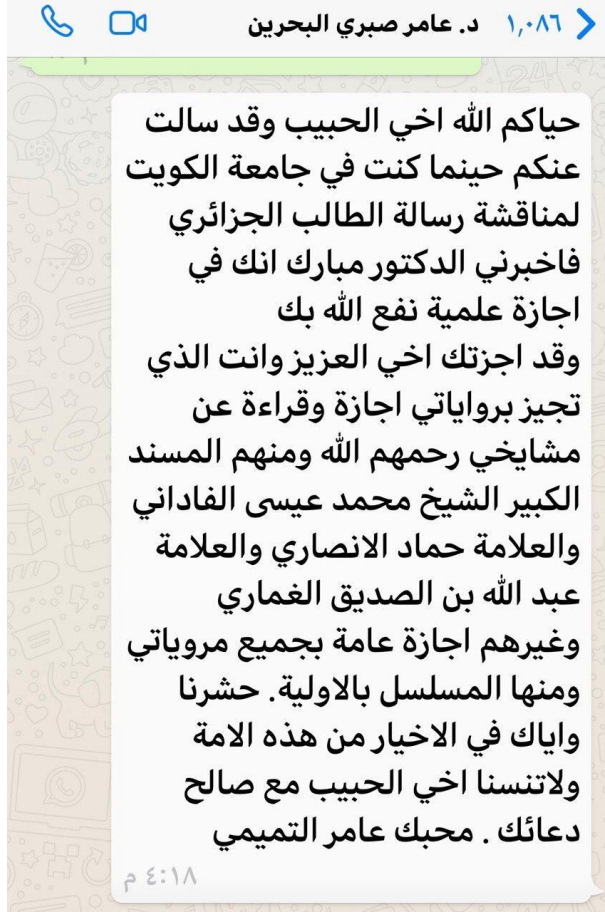 ١,٠٨٦ د. عامر صبري البحرين
حياكم الله اخي الحبيب وقد سالت
عنكم حينما كنت في جامعة الكويت
لمناقشة رسالة الطالب الجزائري
فاخبرني الدكتور مبارك انك في
اجازة علمية نفع الله بك
وقد اجزتك اخي العزيز وانت الذي
تجيز برواياتي اجازة وقراءة عن
مشايخي رحمهم الله ومنهم المسند
الكبير الشيخ محمد عيسى الفاداني
والعلامة حماد الانصاري والعلامة
عبد الله بن الصديق الغماري
وغيرهم اجازة عامة بجميع مروياتي
ومنها المسلسل بالاولية. حشرنا
واياك في الاخيار من هذه الامة
ولاتنسنا اخي الحبيب مع صالح
دعائك . محبك عامر التميمي
٤:١٨ م